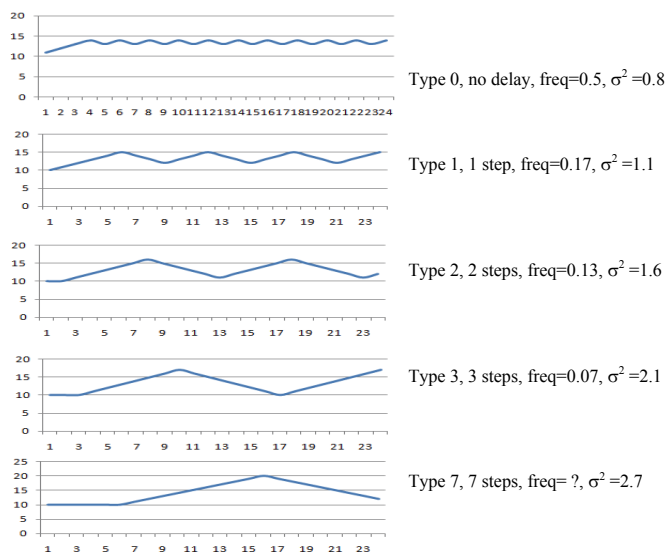 20
15
10
5
0
1 2 3 4 5 6 7 8 9 10 11 12 13 14 15 16 17 18 19 20 21 22 23 24
Type 0, no delay, freq=0.5, σ² =0.8
20
15
10
5
0
1 3 5 7 9 11 13 15 17 19 21 23
Type 1, 1 step, freq=0.17, σ² =1.1
20
15
10
5
0
1 3 5 7 9 11 13 15 17 19 21 23
Type 2, 2 steps, freq=0.13, σ² =1.6
20
15
10
5
0
1 3 5 7 9 11 13 15 17 19 21 23
Type 3, 3 steps, freq=0.07, σ² =2.1
25
20
15
10
5
0
1 3 5 7 9 11 13 15 17 19 21 23
Type 7, 7 steps, freq= ?, σ² =2.7